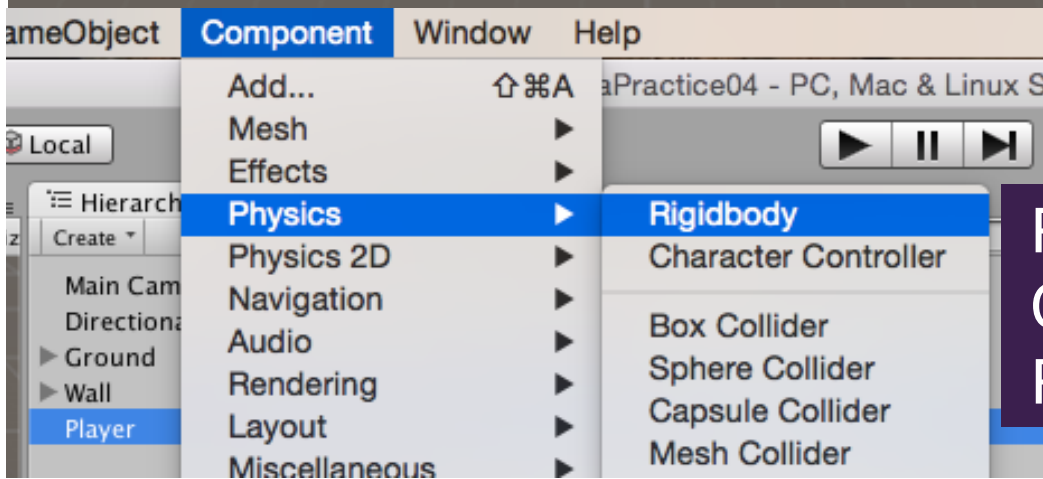 ameObject Component Window Help
Add... ⇧⌘A
aPractice04 - PC, Mac & Linux S
Mesh
Local
Effects
Hierarch
Physics
Rigidbody
Create
Physics 2D
Character Controller
Main Cam
Navigation
Directiona
Box Collider
Audio
Ground
Sphere Collider
Rendering
Wall
Capsule Collider
Layout
Player
Mesh Collider
Miscellaneous